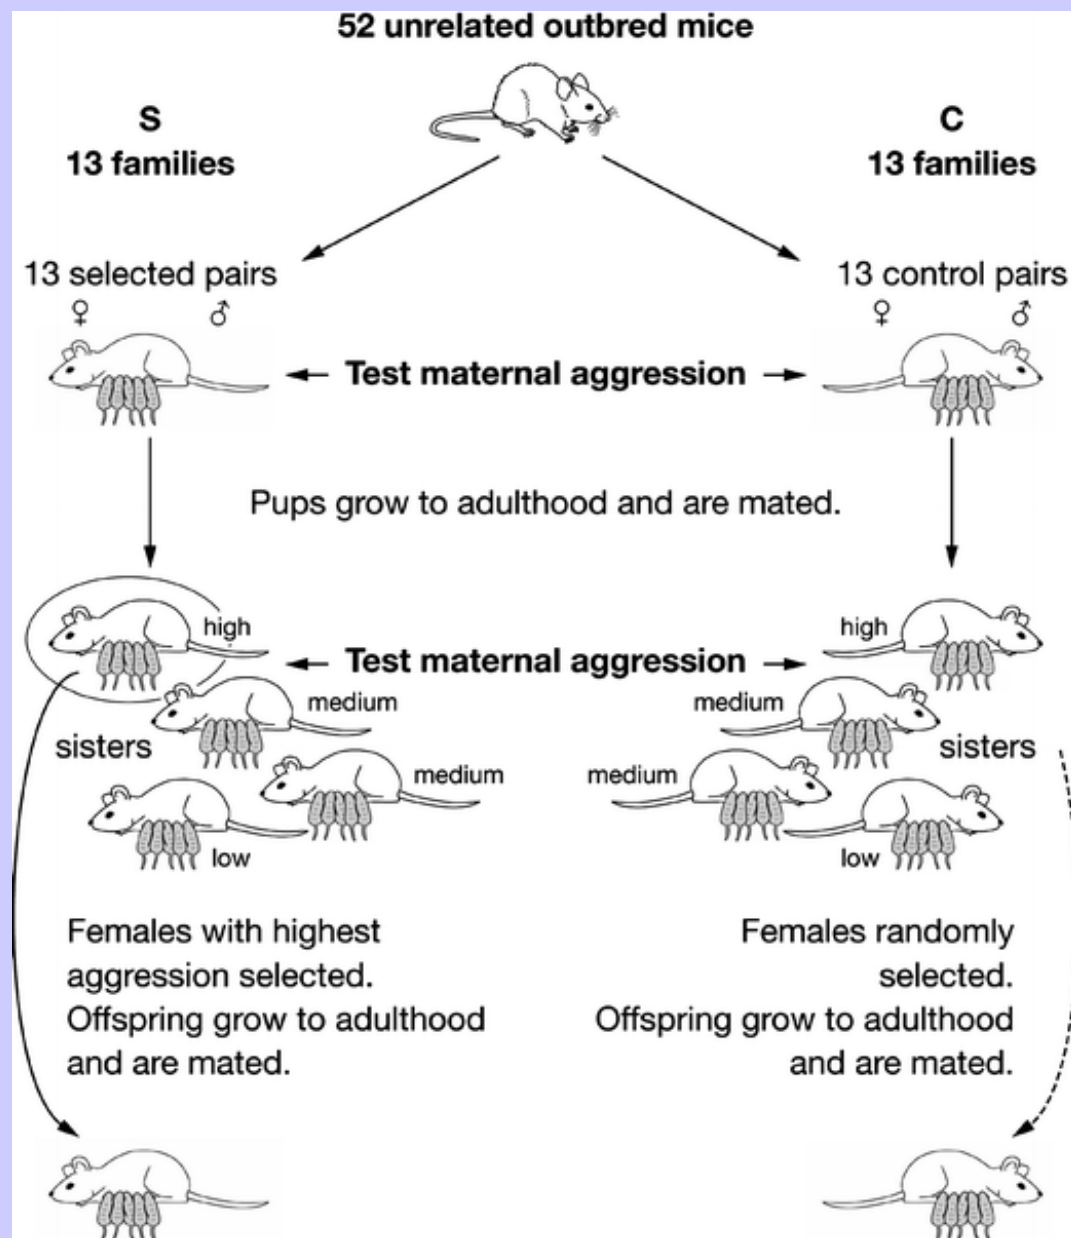 52 unrelated outbred mice
S
13 families
C
13 families
13 selected pairs
♀ ♂
13 control pairs
♀ ♂
Test maternal aggression
Pups grow to adulthood and are mated.
high
Test maternal aggression
high
medium
medium
sisters
sisters
medium
medium
low
low
Females with highest
aggression selected.
Offspring grow to adulthood
and are mated.
Females randomly
selected.
Offspring grow to adulthood
and are mated.